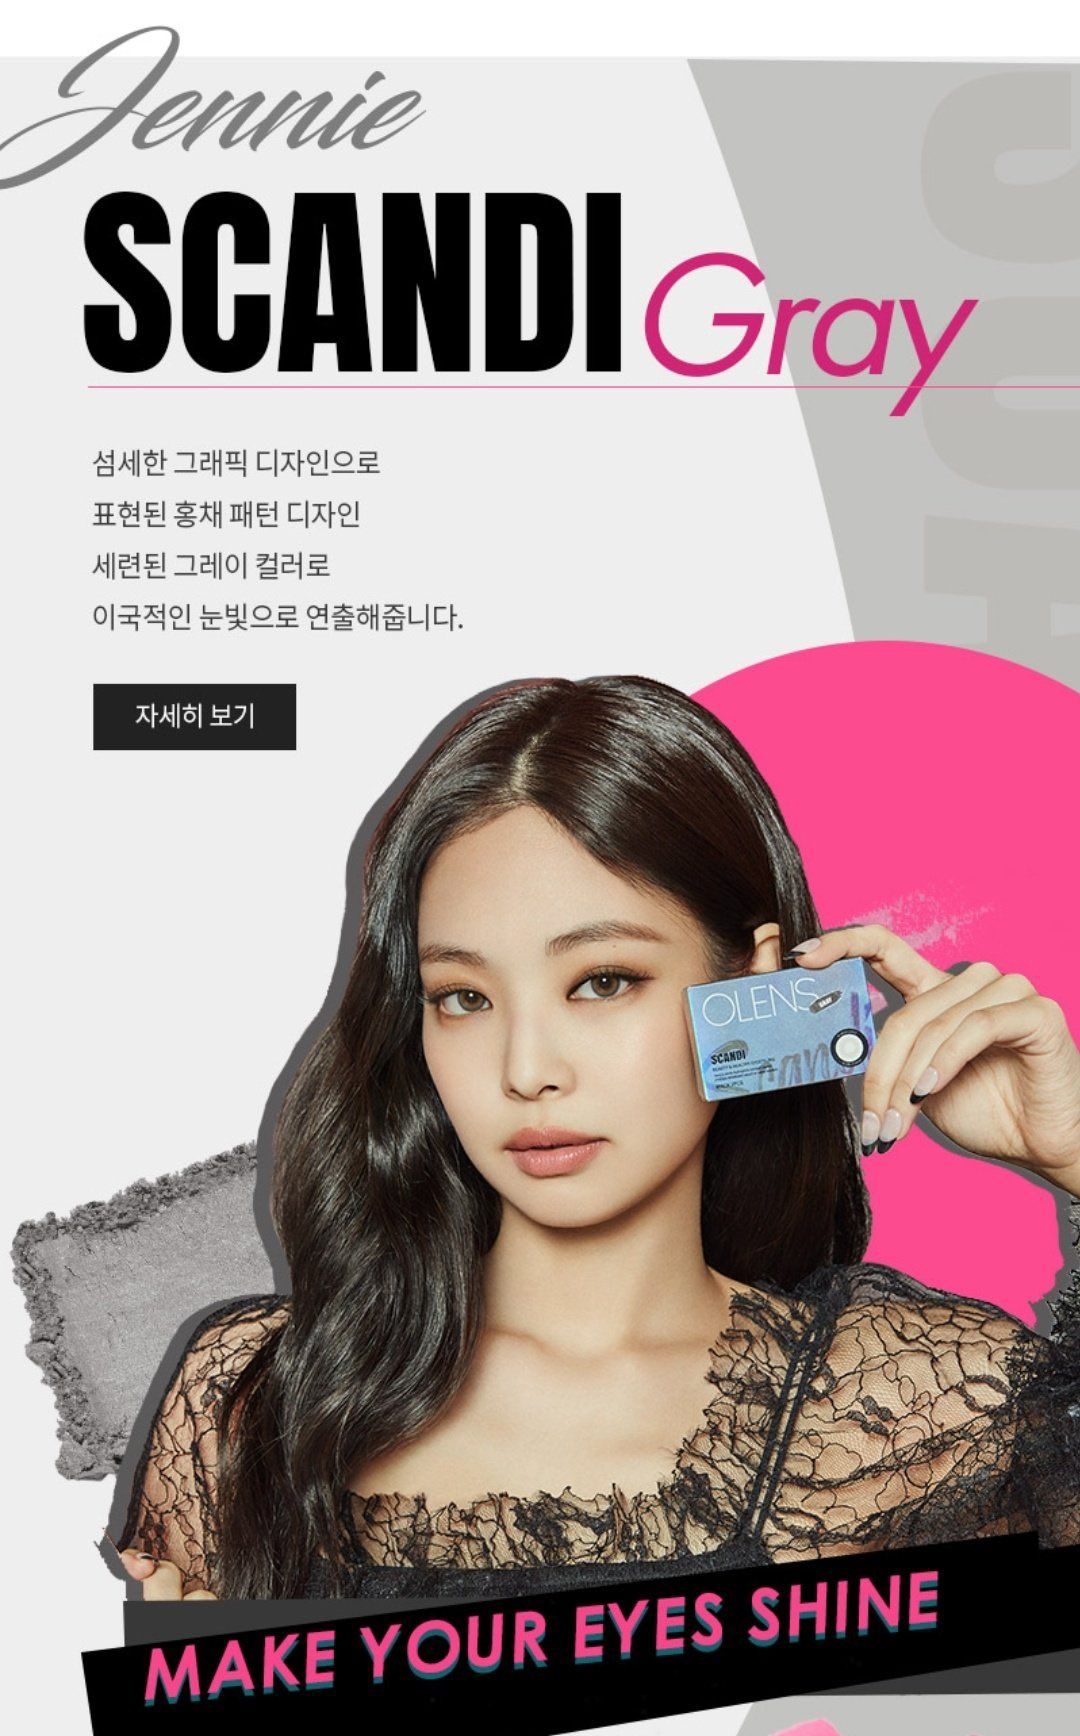 Jennie
SCANDI Gray
섬세한 그래픽 디자인으로
표현된 홍채 패턴 디자인
세련된 그레이 컬러로
이국적인 눈빛으로 연출해줍니다.
자세히 보기
OLENS
SCANDI
MAKE YOUR EYES SHINE